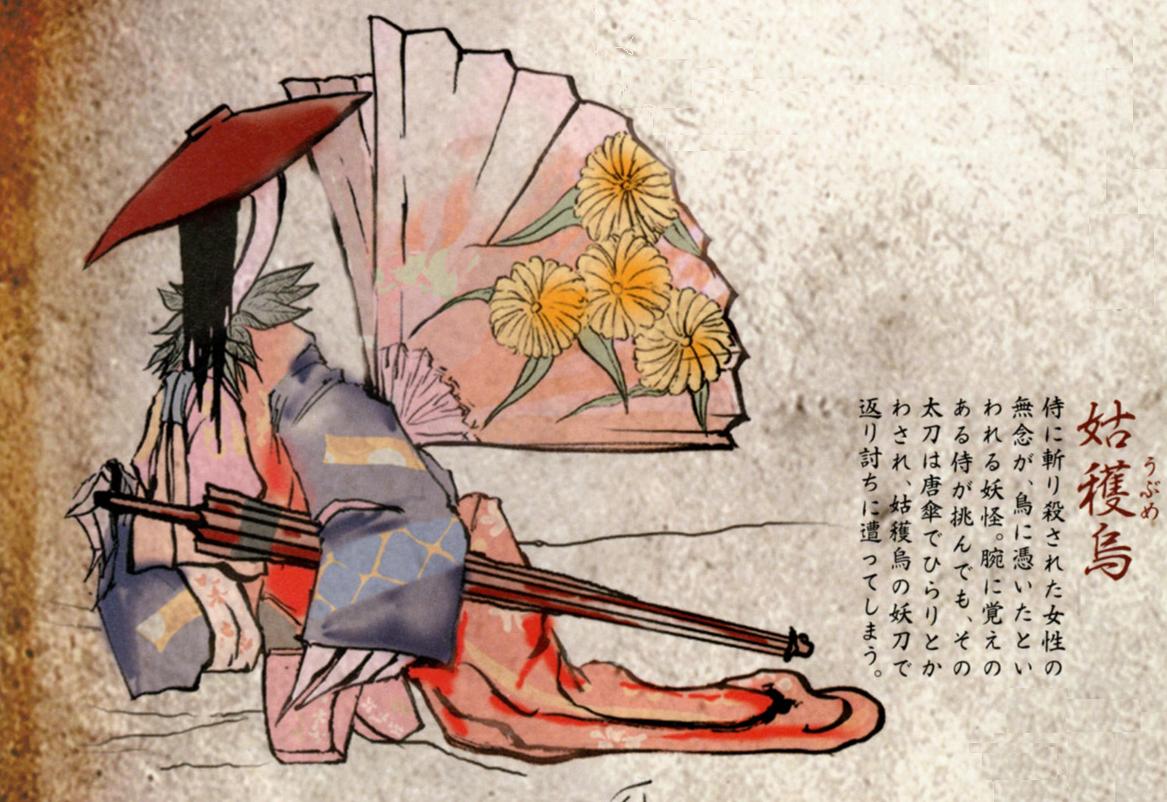 姑穫鳥
うぶめ
侍に斬り殺された女性の
無念が、鳥に憑いたとい
われる妖怪。腕に覚えの
ある侍が挑んでも、その
太刀は唐傘でひらりとか
わされ、姑穫鳥の妖刀で
返り討ちに遭ってしまう。